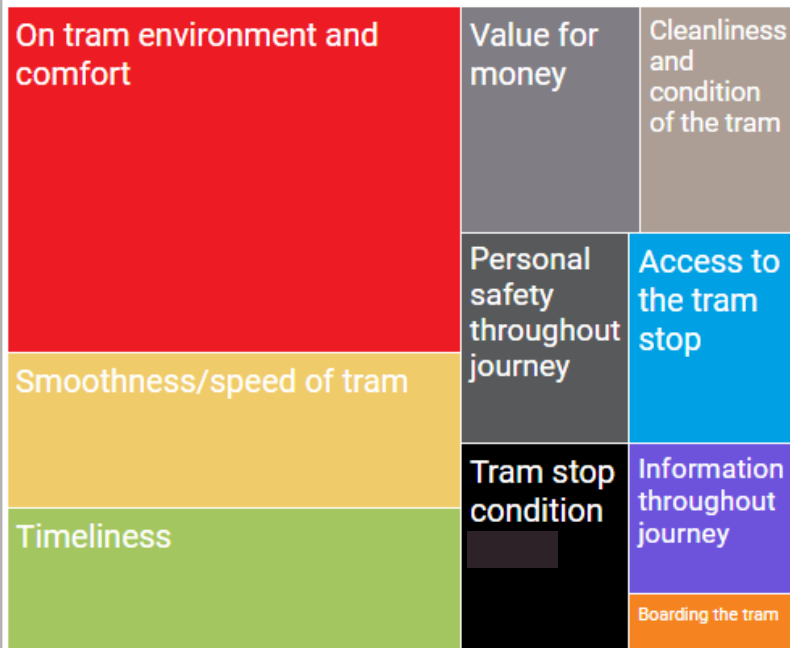 On tram environment and
comfort
Value for
money
Cleanliness
and
condition
of the tram
Personal
safety
throughout
journey
Access to
the tram
stop
Smoothness/speed of tram
Tram stop
condition
Information
throughout
journey
Timeliness
Boarding the tram